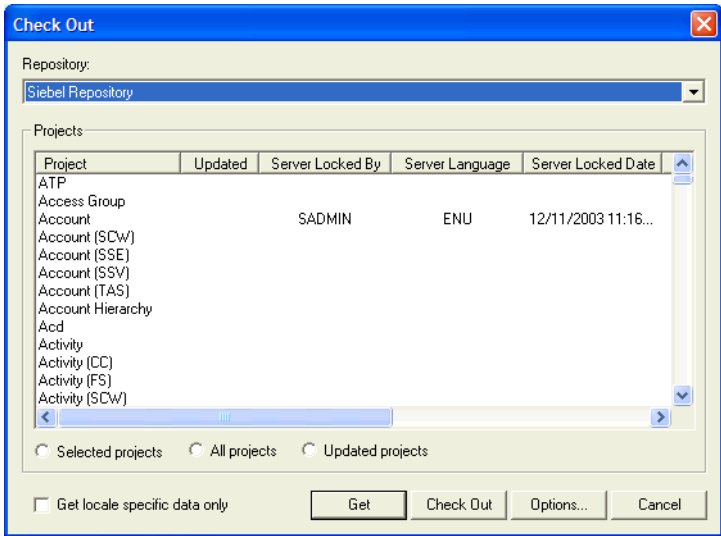 Check Out
Repository:
Siebel Repository
Projects
Project Updated Server Locked By Server Language Server Locked Date
ATP
Access Group
Account SADMIN ENU 12/11/2003 11:16...
Account (SCW)
Account (SSE)
Account (SSV)
Account (TAS)
Account Hierarchy
Acd
Activity
Activity (CC)
Activity (FS)
Activity (SCW)
Selected projects All projects Updated projects
Get locale specific data only Get Check Out Options... Cancel